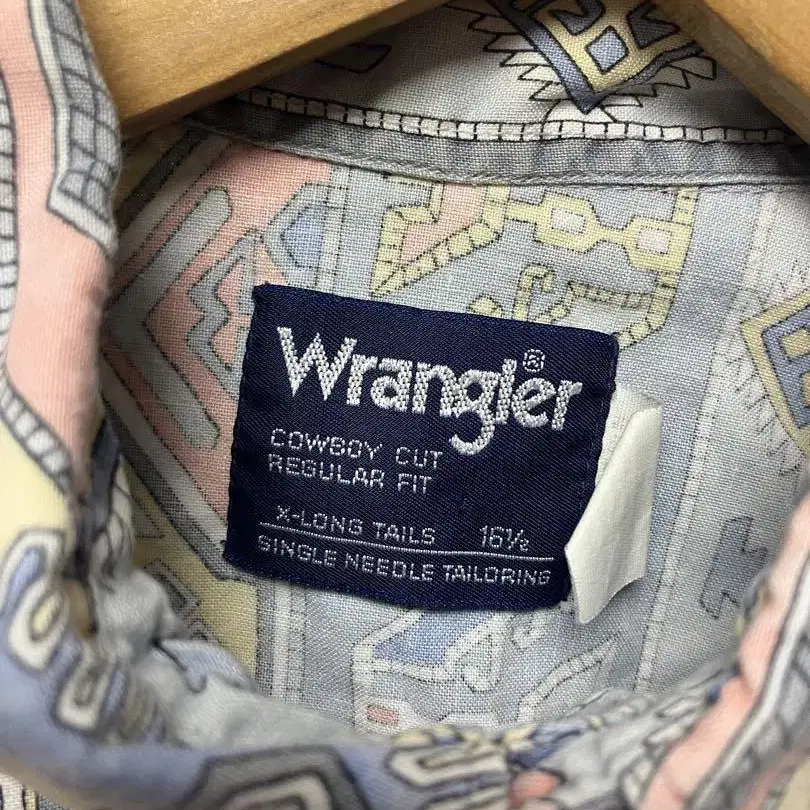 Wrangler®
COWBOY CUT
REGULAR FIT
X-LONG TAILS 16½
SINGLE NEEDLE TAILORING